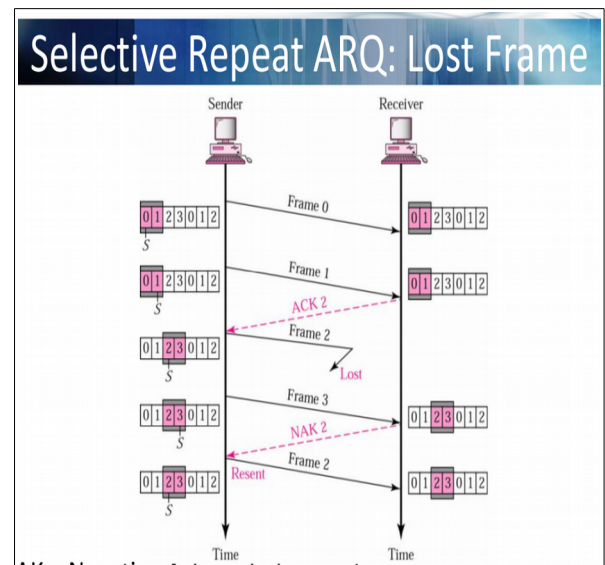 Selective Repeat ARQ: Lost Frame
Sender Receiver
Frame 0
0 1 2 3 0 1 2
0 1 2 3 0 1 2
S
Frame 1
0 1 2 3 0 1 2
0 1 2 3 0 1 2
S
ACK 2
Frame 2
0 1 2 3 0 1 2
S
Lost
Frame 3
0 1 2 3 0 1 2
0 1 2 3 0 1 2
S
NAK 2
Resent
Frame 2
0 1 2 3 0 1 2
0 1 2 3 0 1 2
S
Time Time